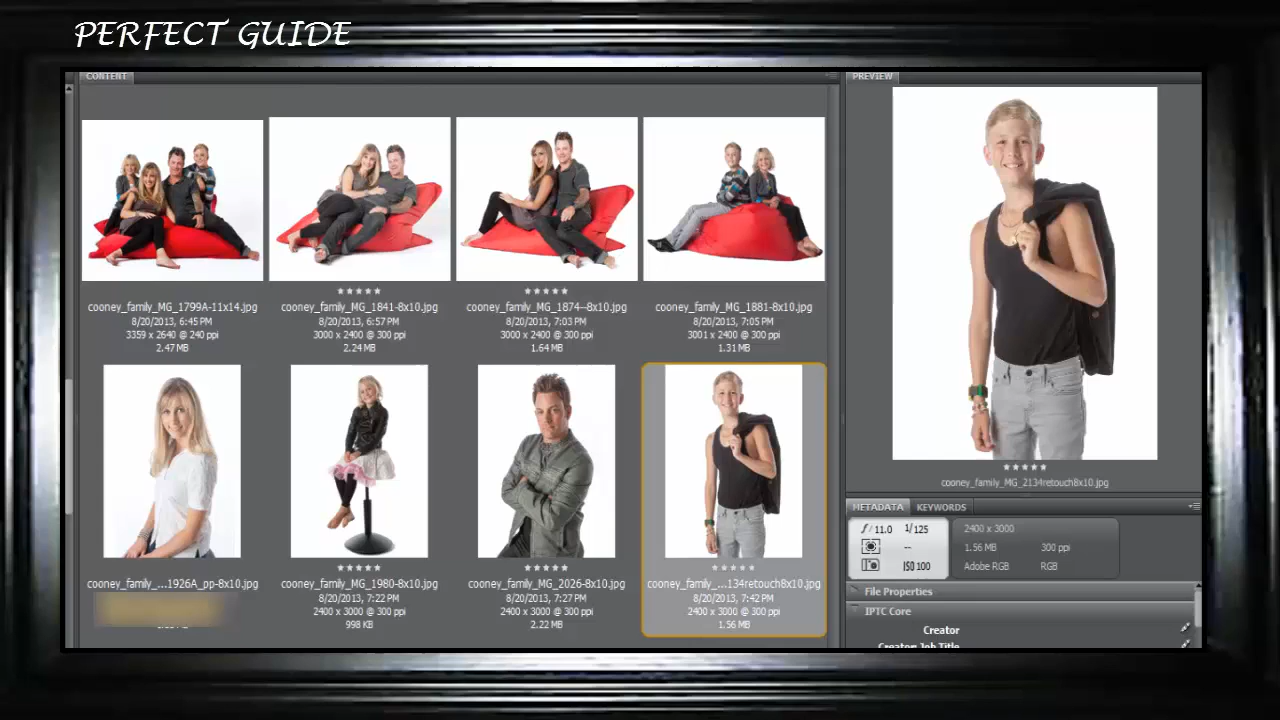 PERFECT GUIDE
CONTENT
PREVIEW
cooney_family_MG_1799A-11x14.jpg
8/20/2013, 6:45 PM
3359 x 2640 @ 240 ppi
2.47 MB
cooney_family_MG_1841-8x10.jpg
8/20/2013, 6:57 PM
3000 x 2400 @ 300 ppi
2.24 MB
cooney_family_MG_1874--8x10.jpg
8/20/2013, 7:03 PM
3000 x 2400 @ 300 ppi
1.64 MB
cooney_family_MG_1881-8x10.jpg
8/20/2013, 7:05 PM
3001 x 2400 @ 300 ppi
1.31 MB
cooney_family_...1926A_pp-8x10.jpg
cooney_family_MG_1980-8x10.jpg
8/20/2013, 7:22 PM
2400 x 3000 @ 300 ppi
998 KB
cooney_family_MG_2026-8x10.jpg
8/20/2013, 7:27 PM
2400 x 3000 @ 300 ppi
2.22 MB
cooney_family_...134retouch8x10.jpg
8/20/2013, 7:42 PM
2400 x 3000 @ 300 ppi
1.56 MB
cooney_family_MG_2134retouch8x10.jpg
METADATA KEYWORDS
f/11.0 1/125
--
ISO 100
2400 x 3000
1.56 MB 300 ppi
Adobe RGB RGB
File Properties
IPTC Core
Creator
Creator: Job Title